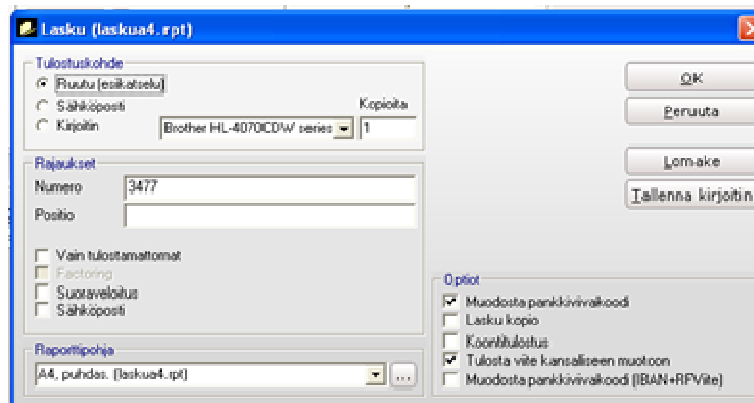 Lasku (laskua4.rpt)
Tulostuskohde
Ruutu (esikatselu)
Sähköposti
Kopioita
Kirjoitin
Brother HL-4070CDW series
1
OK
Peruuta
Lomake
Tallenna kirjoitin
Rajaukset
Numero
3477
Positio
Vain tulostamattomat
Factoring
Suoraveloitus
Sähköposti
Optiot
Muodosta pankkiviivakoodi
Lasku kopio
Koontitulostus
Tulosta viite kansalliseen muotoon
Muodosta pankkiviivakoodi (IBAN+RFViite)
Raporttipohja
A4, puhdas. (laskua4.rpt)
...